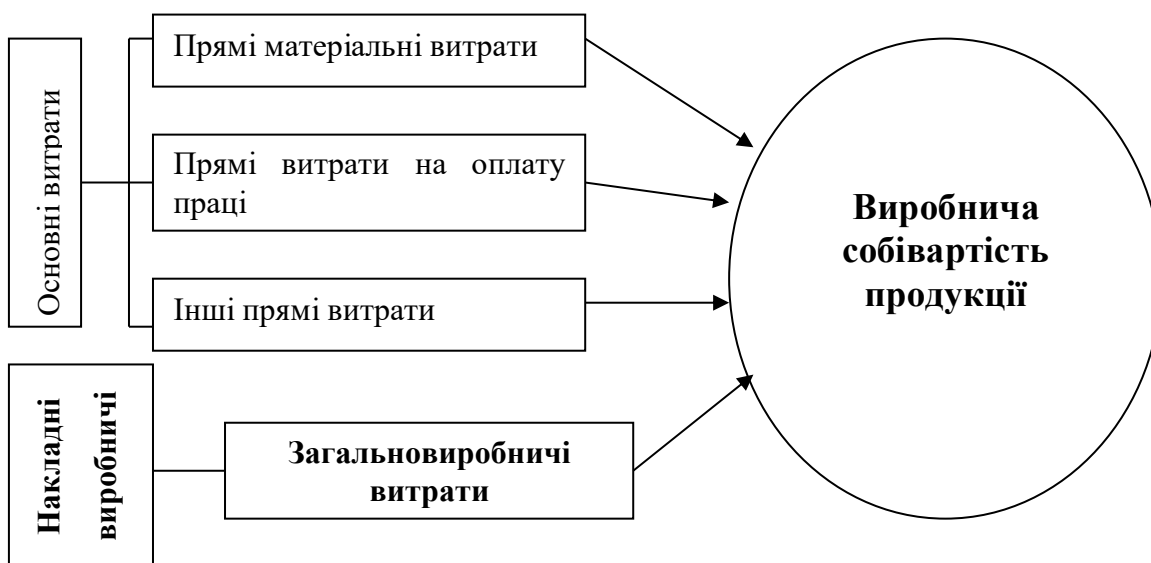 Основні витрати
Прямі матеріальні витрати
Прямі витрати на оплату
праці
Інші прямі витрати
Виробнича
собівартість
продукції
Накладні
виробничі
Загальновиробничі
витрати